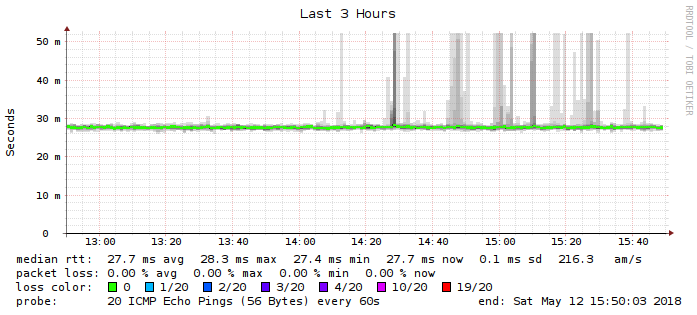 Last 3 Hours
RRDTOOL / TOBI OETIKER
Seconds
50 m
40 m
30 m
20 m
10 m
0
13:00 13:20 13:40 14:00 14:20 14:40 15:00 15:20 15:40
median rtt: 27.7 ms avg 28.3 ms max 27.4 ms min 27.7 ms now 0.1 ms sd 216.3 am/s
packet loss: 0.00 % avg 0.00 % max 0.00 % min 0.00 % now
loss color: 0 1/20 2/20 3/20 4/20 10/20 19/20
probe: 20 ICMP Echo Pings (56 Bytes) every 60s end: Sat May 12 15:50:03 2018